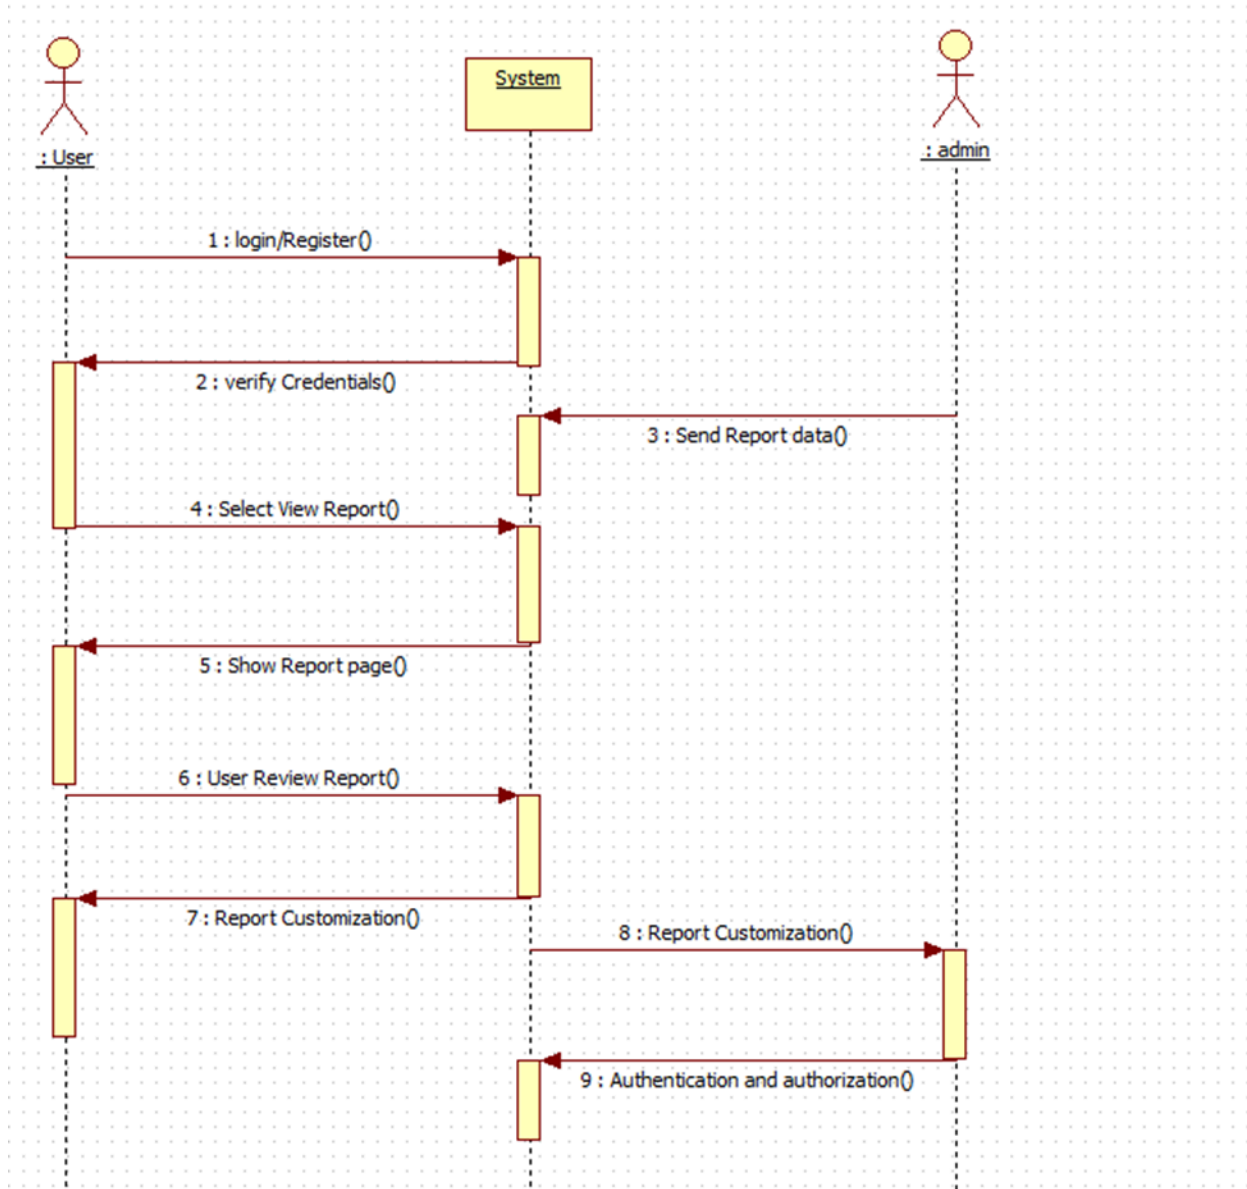 System
: User
: admin
1 : login/Register()
2 : verify Credentials()
3 : Send Report data()
4 : Select View Report()
5 : Show Report page()
6 : User Review Report()
7 : Report Customization()
8 : Report Customization()
9 : Authentication and authorization()